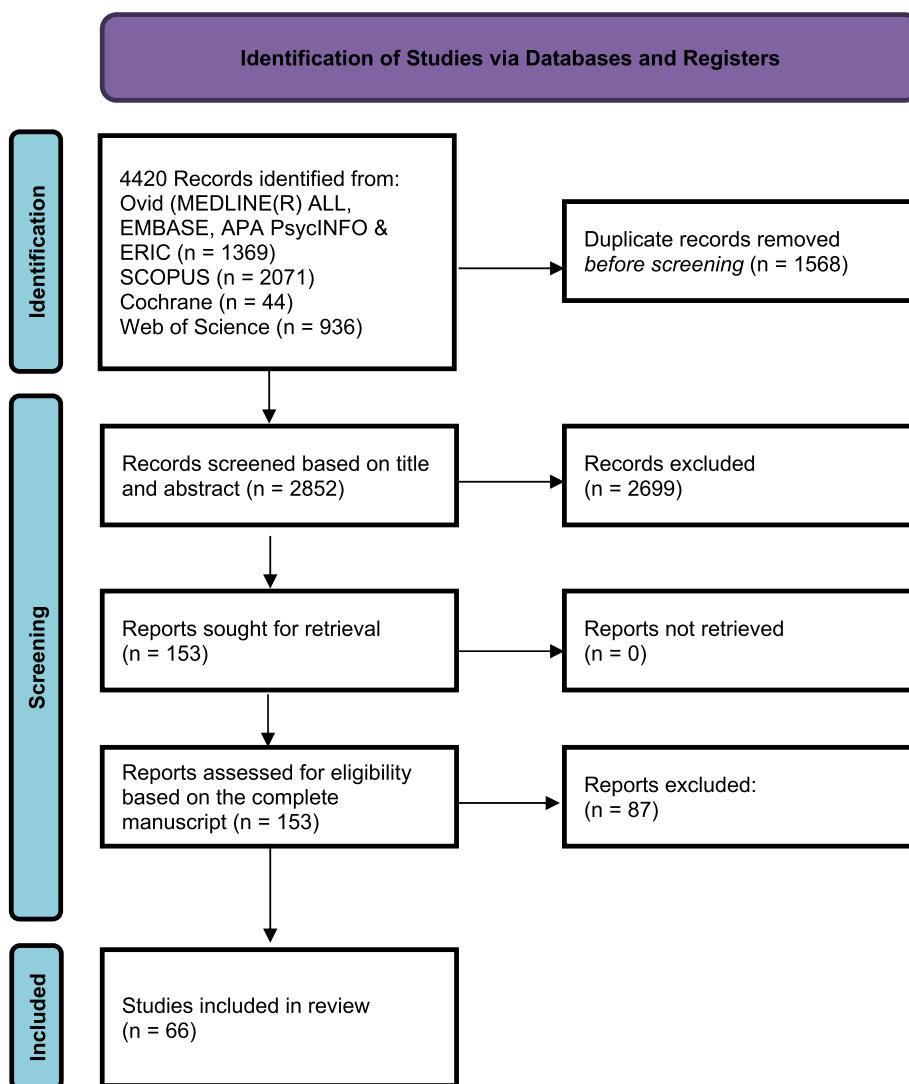 Identification of Studies via Databases and Registers
Identification
4420 Records identified from:
Ovid (MEDLINE(R) ALL,
EMBASE, APA PsycINFO &
ERIC (n = 1369)
SCOPUS (n = 2071)
Cochrane (n = 44)
Web of Science (n = 936)
Duplicate records removed
before screening (n = 1568)
Screening
Records screened based on title
and abstract (n = 2852)
Records excluded
(n = 2699)
Reports sought for retrieval
(n = 153)
Reports not retrieved
(n = 0)
Reports assessed for eligibility
based on the complete
manuscript (n = 153)
Reports excluded:
(n = 87)
Included
Studies included in review
(n = 66)